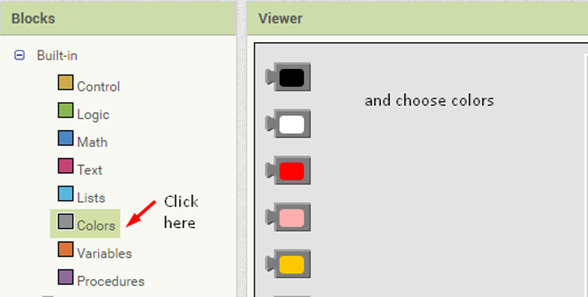 Blocks
Viewer
Built-in
Control
Logic
Math
Text
Lists
Colors
Variables
Procedures
Click
here
and choose colors